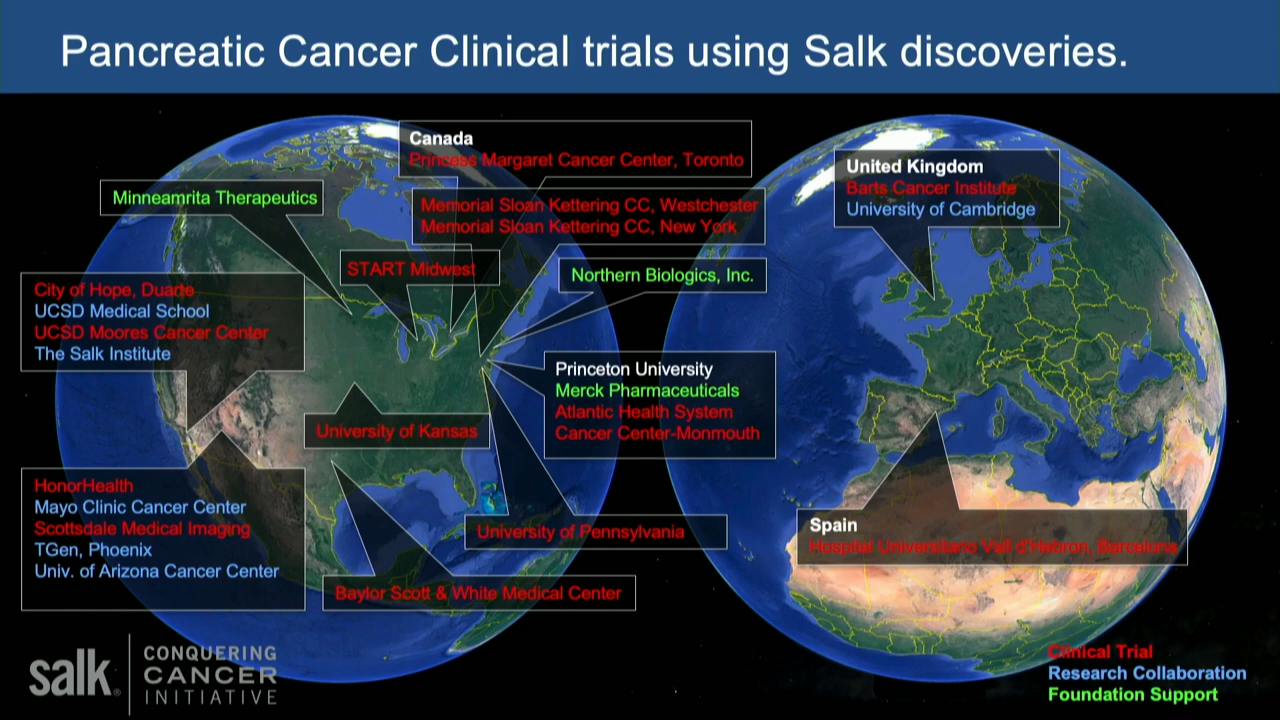 Pancreatic Cancer Clinical trials using Salk discoveries.
Canada
Princess Margaret Cancer Center, Toronto
Minneamrita Therapeutics
Memorial Sloan Kettering CC, Westchester
Memorial Sloan Kettering CC, New York
START Midwest
Northern Biologics, Inc.
City of Hope, Duarte
UCSD Medical School
UCSD Moores Cancer Center
The Salk Institute
Princeton University
Merck Pharmaceuticals
Atlantic Health System
Cancer Center-Monmouth
University of Kansas
HonorHealth
Mayo Clinic Cancer Center
Scottsdale Medical Imaging
TGen, Phoenix
Univ. of Arizona Cancer Center
University of Pennsylvania
Baylor Scott & White Medical Center
United Kingdom
Barts Cancer Institute
University of Cambridge
Spain
Hospital Universitario Vall d'Hebron, Barcelona
salk
CONQUERING
CANCER
INITIATIVE
Clinical Trial
Research Collaboration
Foundation Support